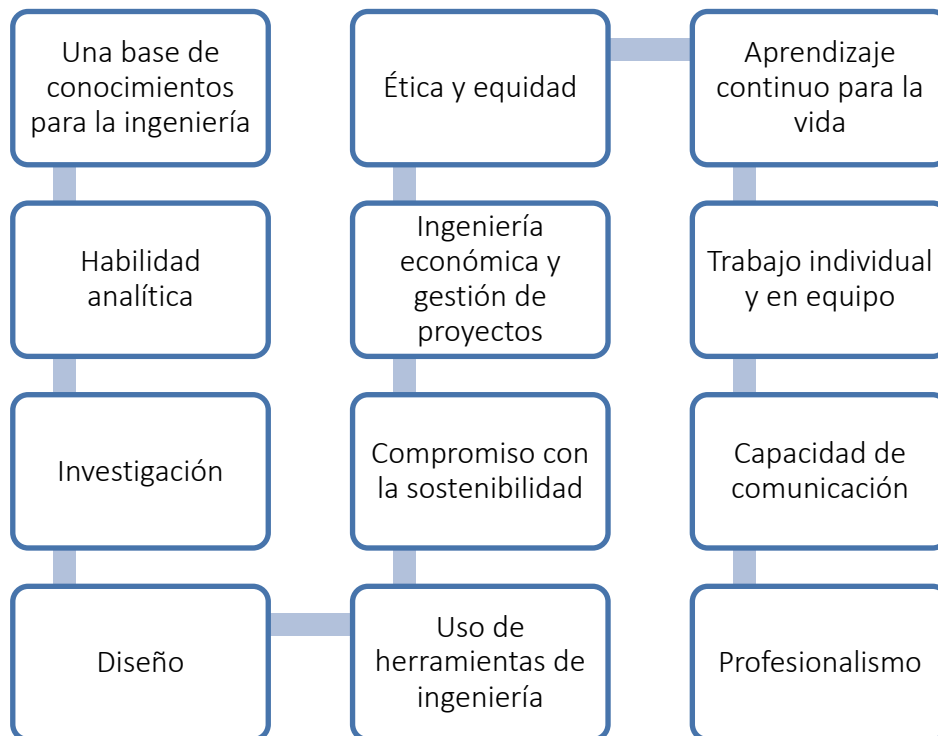 Una base de
conocimientos
para la ingeniería
Habilidad
analítica
Investigación
Diseño
Uso de
herramientas de
ingeniería
Compromiso con
la sostenibilidad
Ingeniería
económica y
gestión de
proyectos
Ética y equidad
Aprendizaje
continuo para la
vida
Trabajo individual
y en equipo
Capacidad de
comunicación
Profesionalismo